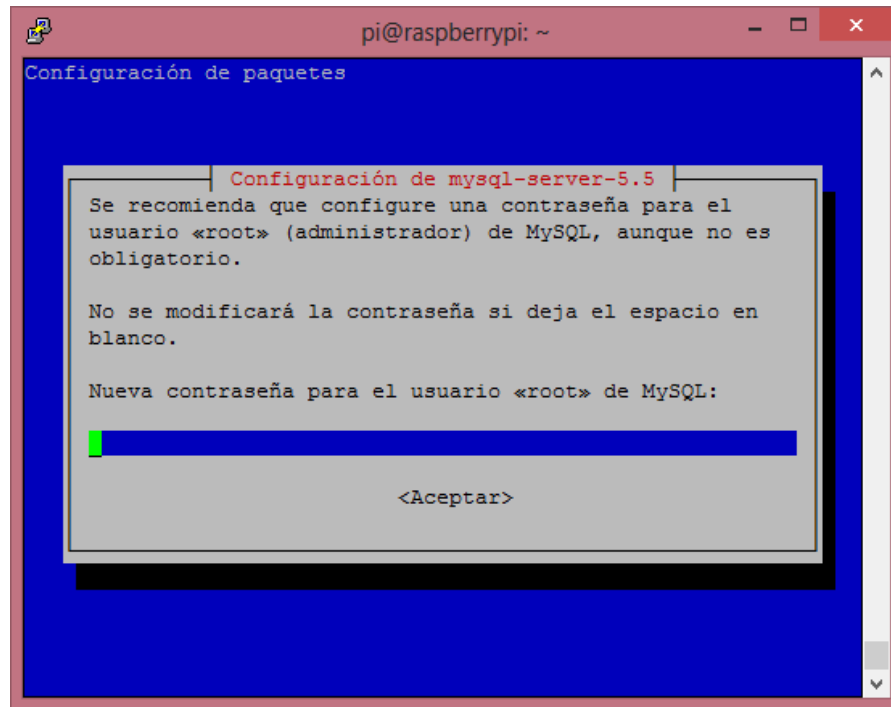 pi@raspberrypi: ~
Configuración de paquetes
Configuración de mysql-server-5.5
Se recomienda que configure una contraseña para el
usuario «root» (administrador) de MySQL, aunque no es
obligatorio.
No se modificará la contraseña si deja el espacio en
blanco.
Nueva contraseña para el usuario «root» de MySQL:
<Aceptar>